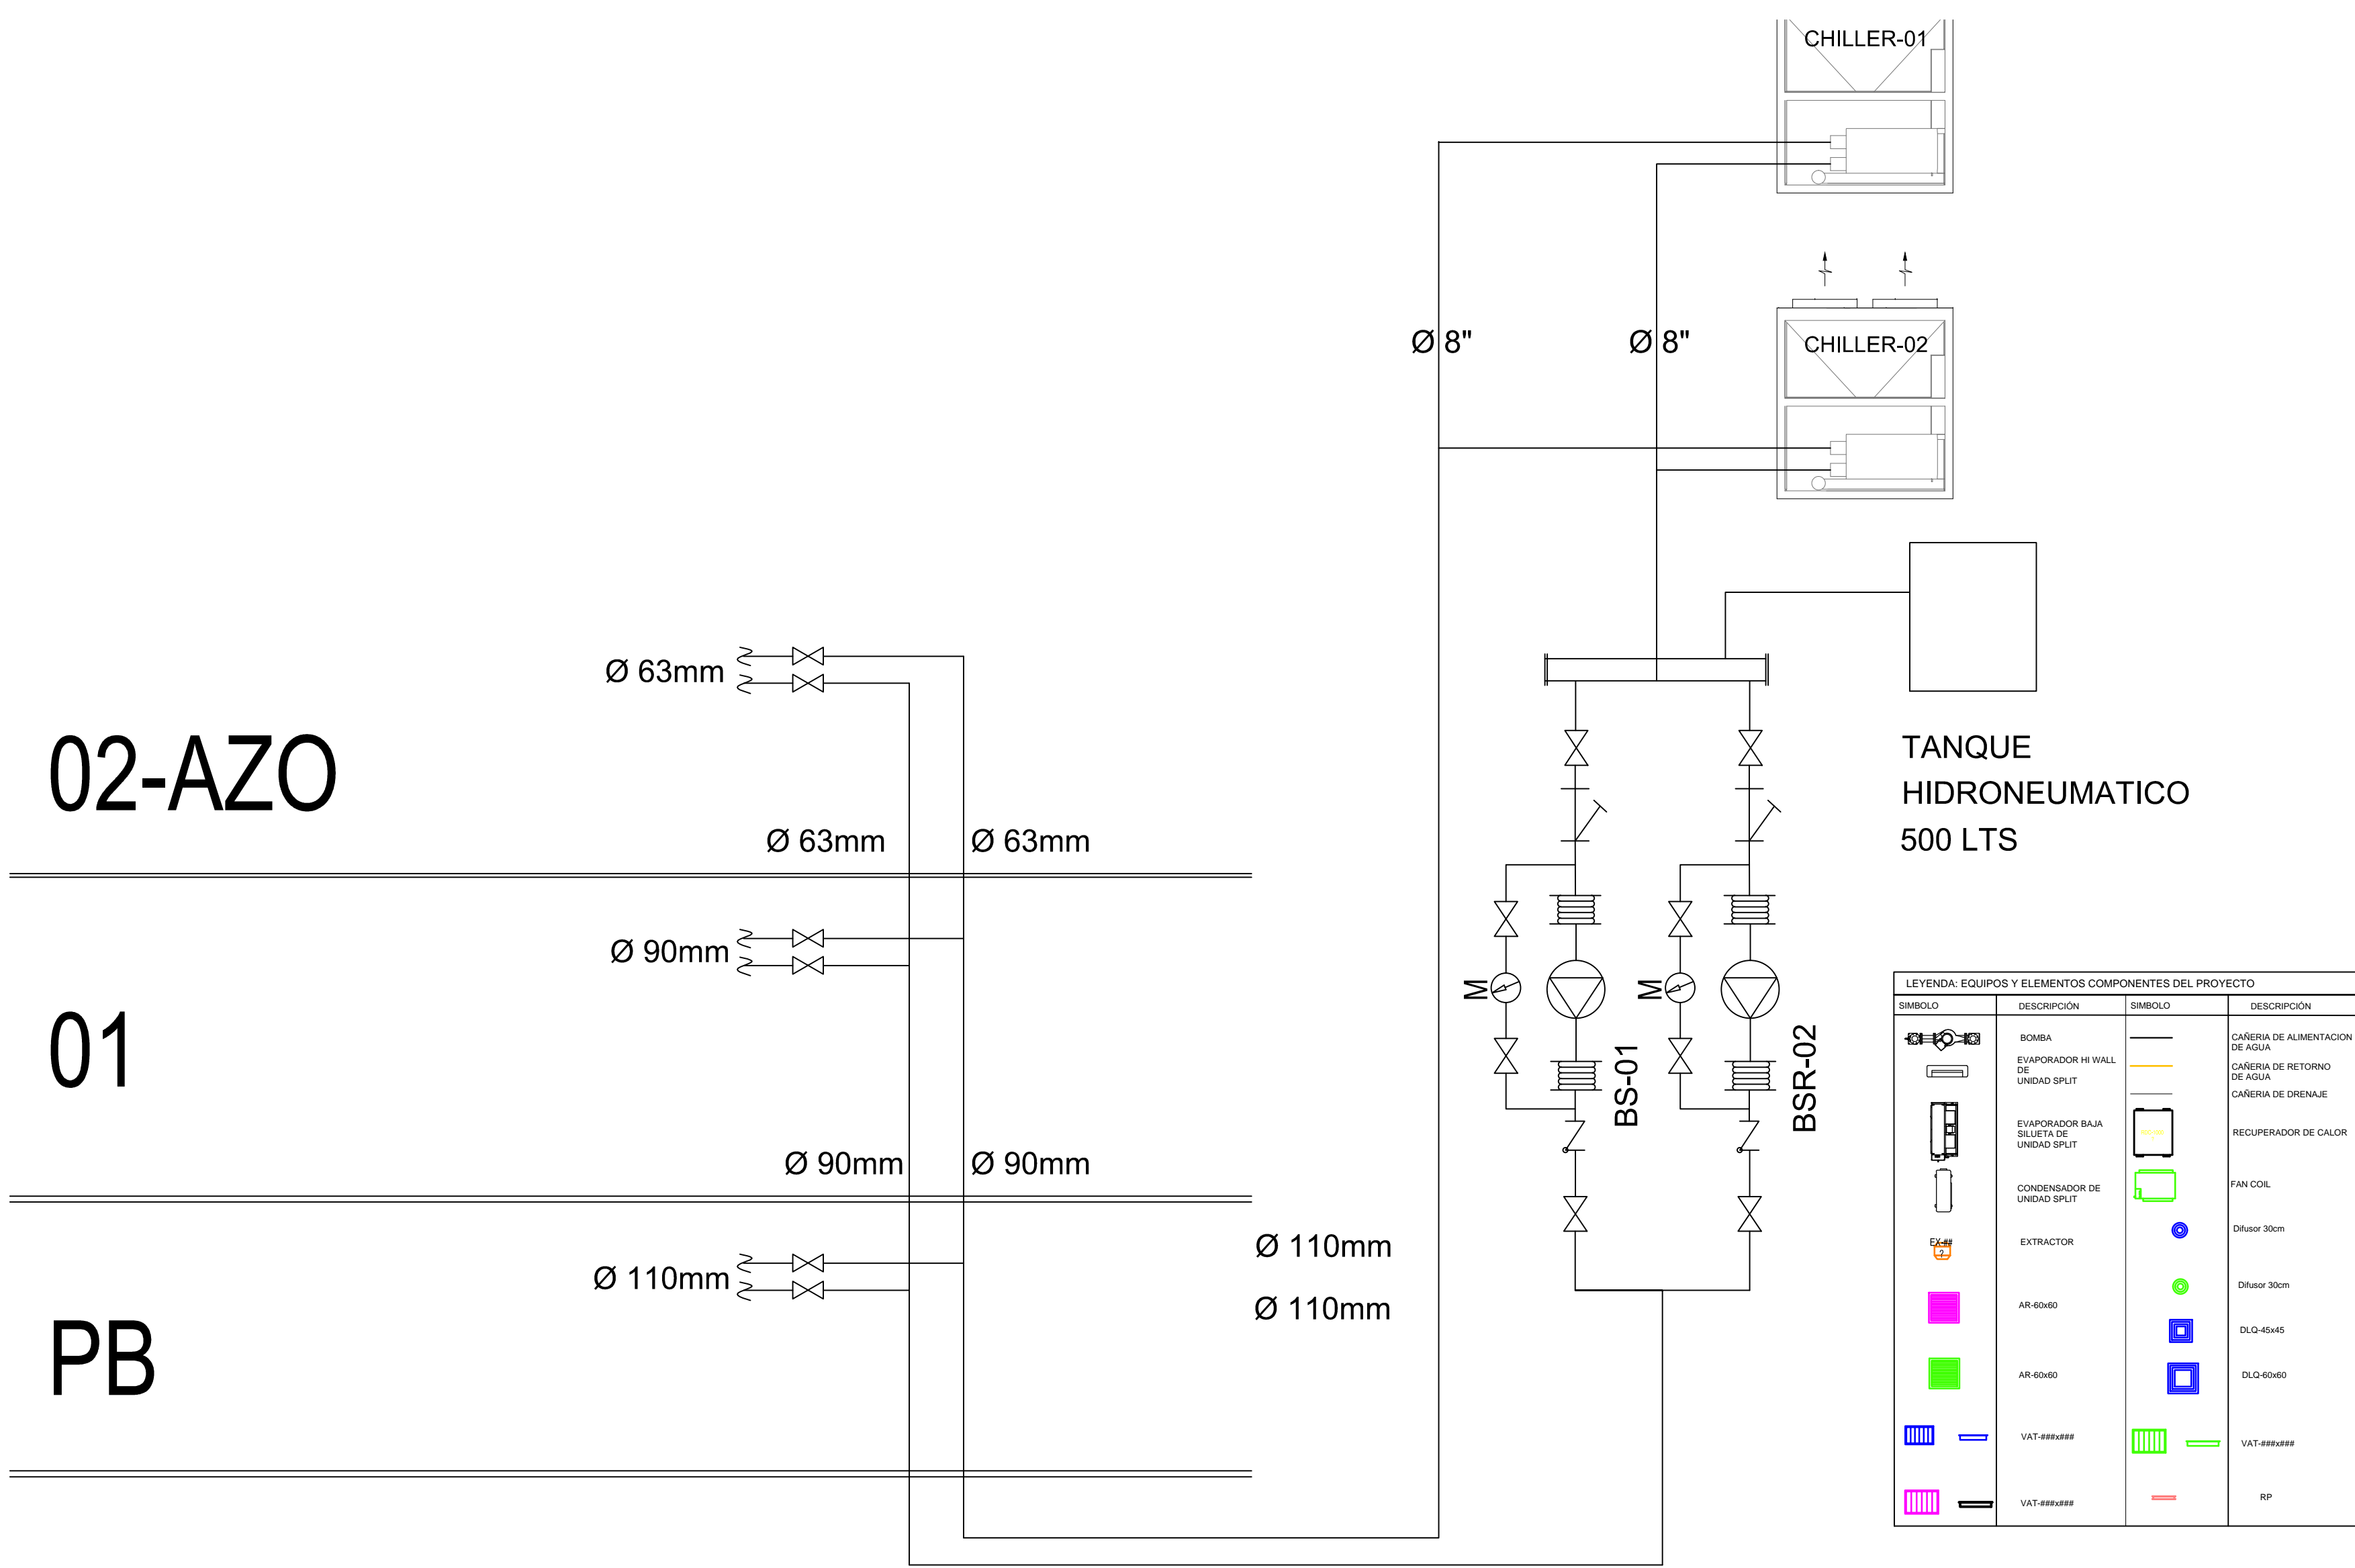 CHILLER-01
Ø 8"
Ø 8"
CHILLER-02
Ø 63mm
02-AZO
TANQUE
HIDRONEUMATICO
500 LTS
Ø 63mm
Ø 63mm
Ø 90mm
01
M
M
BS-01
BSR-02
Ø 90mm
Ø 90mm
Ø 110mm
Ø 110mm
Ø 110mm
PB
LEYENDA: EQUIPOS Y ELEMENTOS COMPONENTES DEL PROYECTO
SIMBOLO
DESCRIPCIÓN
SIMBOLO
DESCRIPCIÓN
BOMBA
CAÑERIA DE ALIMENTACION
DE AGUA
EVAPORADOR HI WALL
DE
UNIDAD SPLIT
CAÑERIA DE RETORNO
DE AGUA
CAÑERIA DE DRENAJE
EVAPORADOR BAJA
SILUETA DE
UNIDAD SPLIT
RECUPERADOR DE CALOR
CONDENSADOR DE
UNIDAD SPLIT
FAN COIL
EX-##
?
EXTRACTOR
Difusor 30cm
Difusor 30cm
AR-60x60
DLQ-45x45
AR-60x60
DLQ-60x60
VAT-###x###
VAT-###x###
VAT-###x###
RP